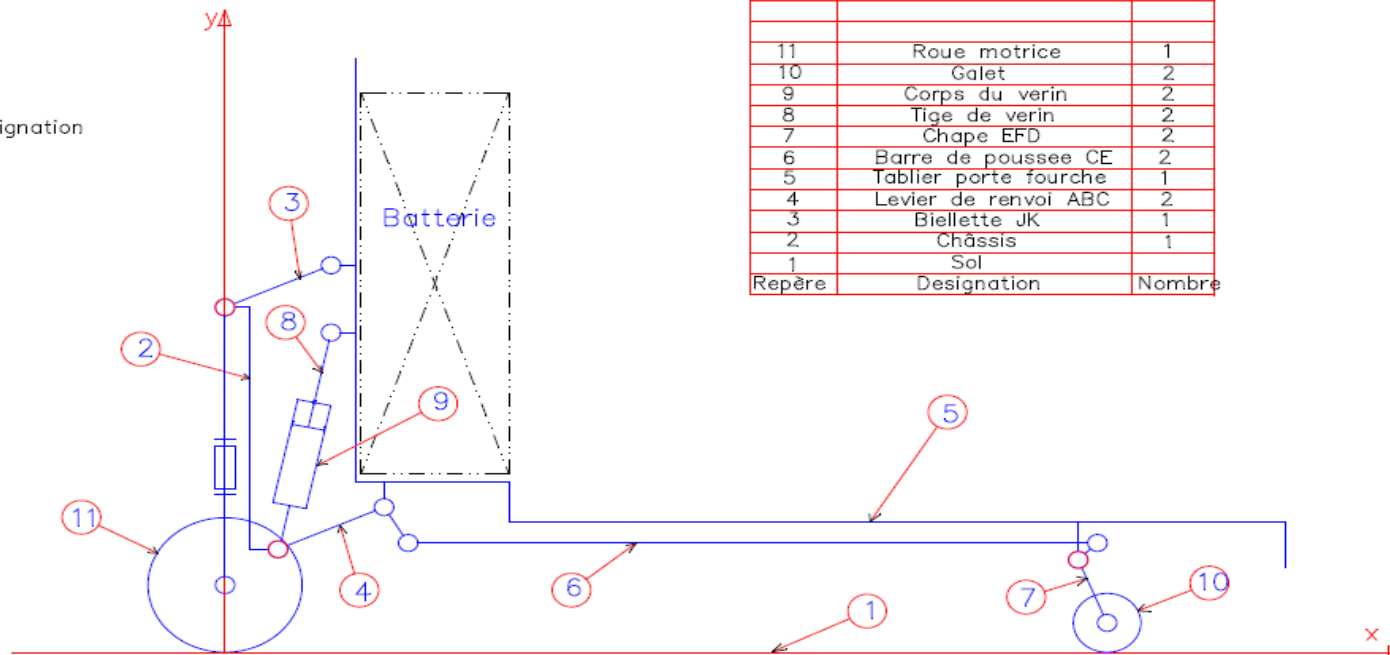 y
11 Roue motrice 1
10 Galet 2
9 Corps du verin 2
8 Tige de verin 2
7 Chape EFD 2
6 Barre de poussee CE 2
5 Tablier porte fourche 1
4 Levier de renvoi ABC 2
3 Biellette JK 1
2 Châssis 1
1 Sol
Repère Designation Nombre
ignation
3
Batterie
8
2
9
5
11
6
4
7
10
1
x